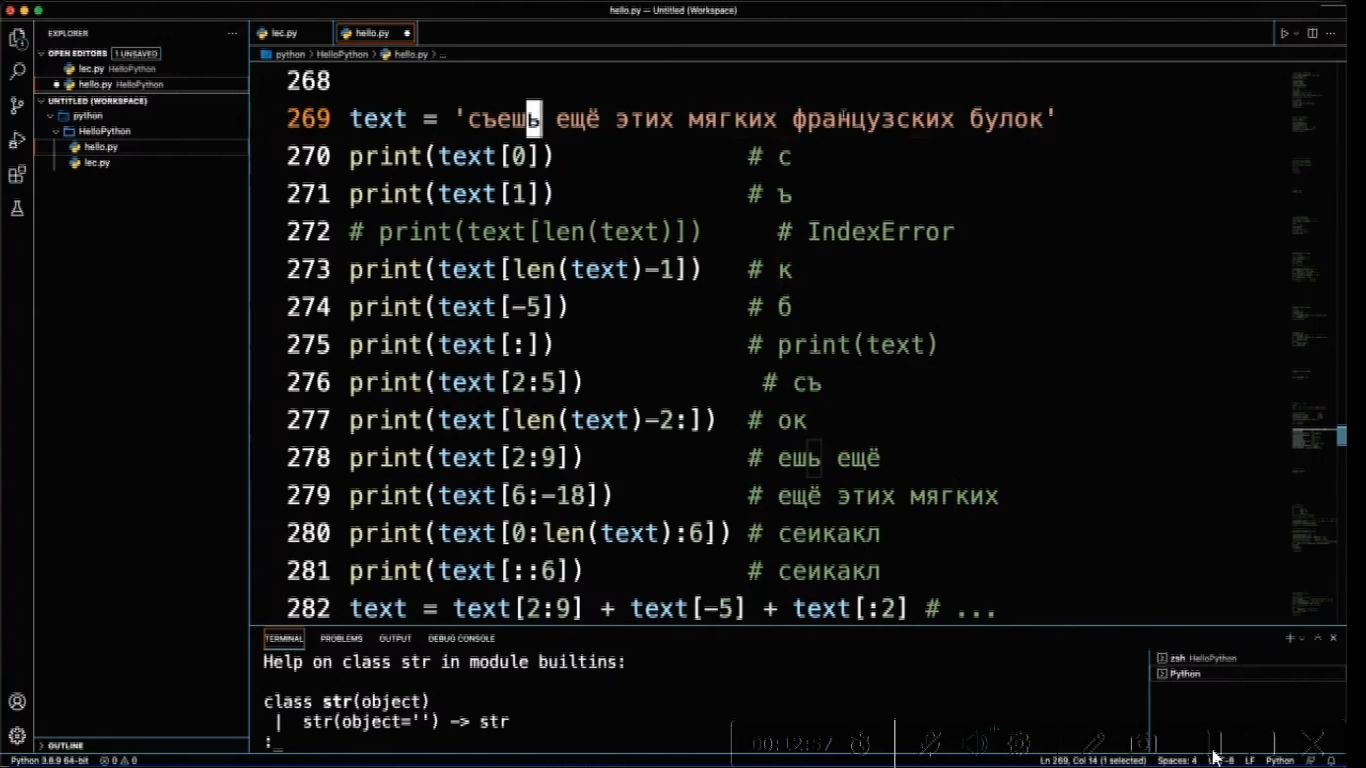 hello.py — Untitled (Workspace)
EXPLORER
lec.py
hello.py
OPEN EDITORS 1 UNSAVED
python > HelloPython > hello.py > ...
lec.py HelloPython
hello.py HelloPython
UNTITLED (WORKSPACE)
python
HelloPython
hello.py
lec.py
268
269 text = 'съешь ещё этих мягких французских булок'
270 print(text[0]) # с
271 print(text[1]) # ъ
272 # print(text[len(text)]) # IndexError
273 print(text[len(text)-1]) # к
274 print(text[-5]) # б
275 print(text[:]) # print(text)
276 print(text[2:5]) # съ
277 print(text[len(text)-2:]) # ок
278 print(text[2:9]) # ешь ещё
279 print(text[6:-18]) # ещё этих мягких
280 print(text[0:len(text):6]) # сеикакл
281 print(text[::6]) # сеикакл
282 text = text[2:9] + text[-5] + text[:2] # ...
TERMINAL PROBLEMS OUTPUT DEBUG CONSOLE
Help on class str in module builtins:
class str(object)
| str(object='') -> str
:
zsh HelloPython
Python
00:12:57
OUTLINE
Python 3.8.9 64-bit 0 0 Ln 269, Col 14 (1 selected) Spaces: 4 UTF-8 LF Python